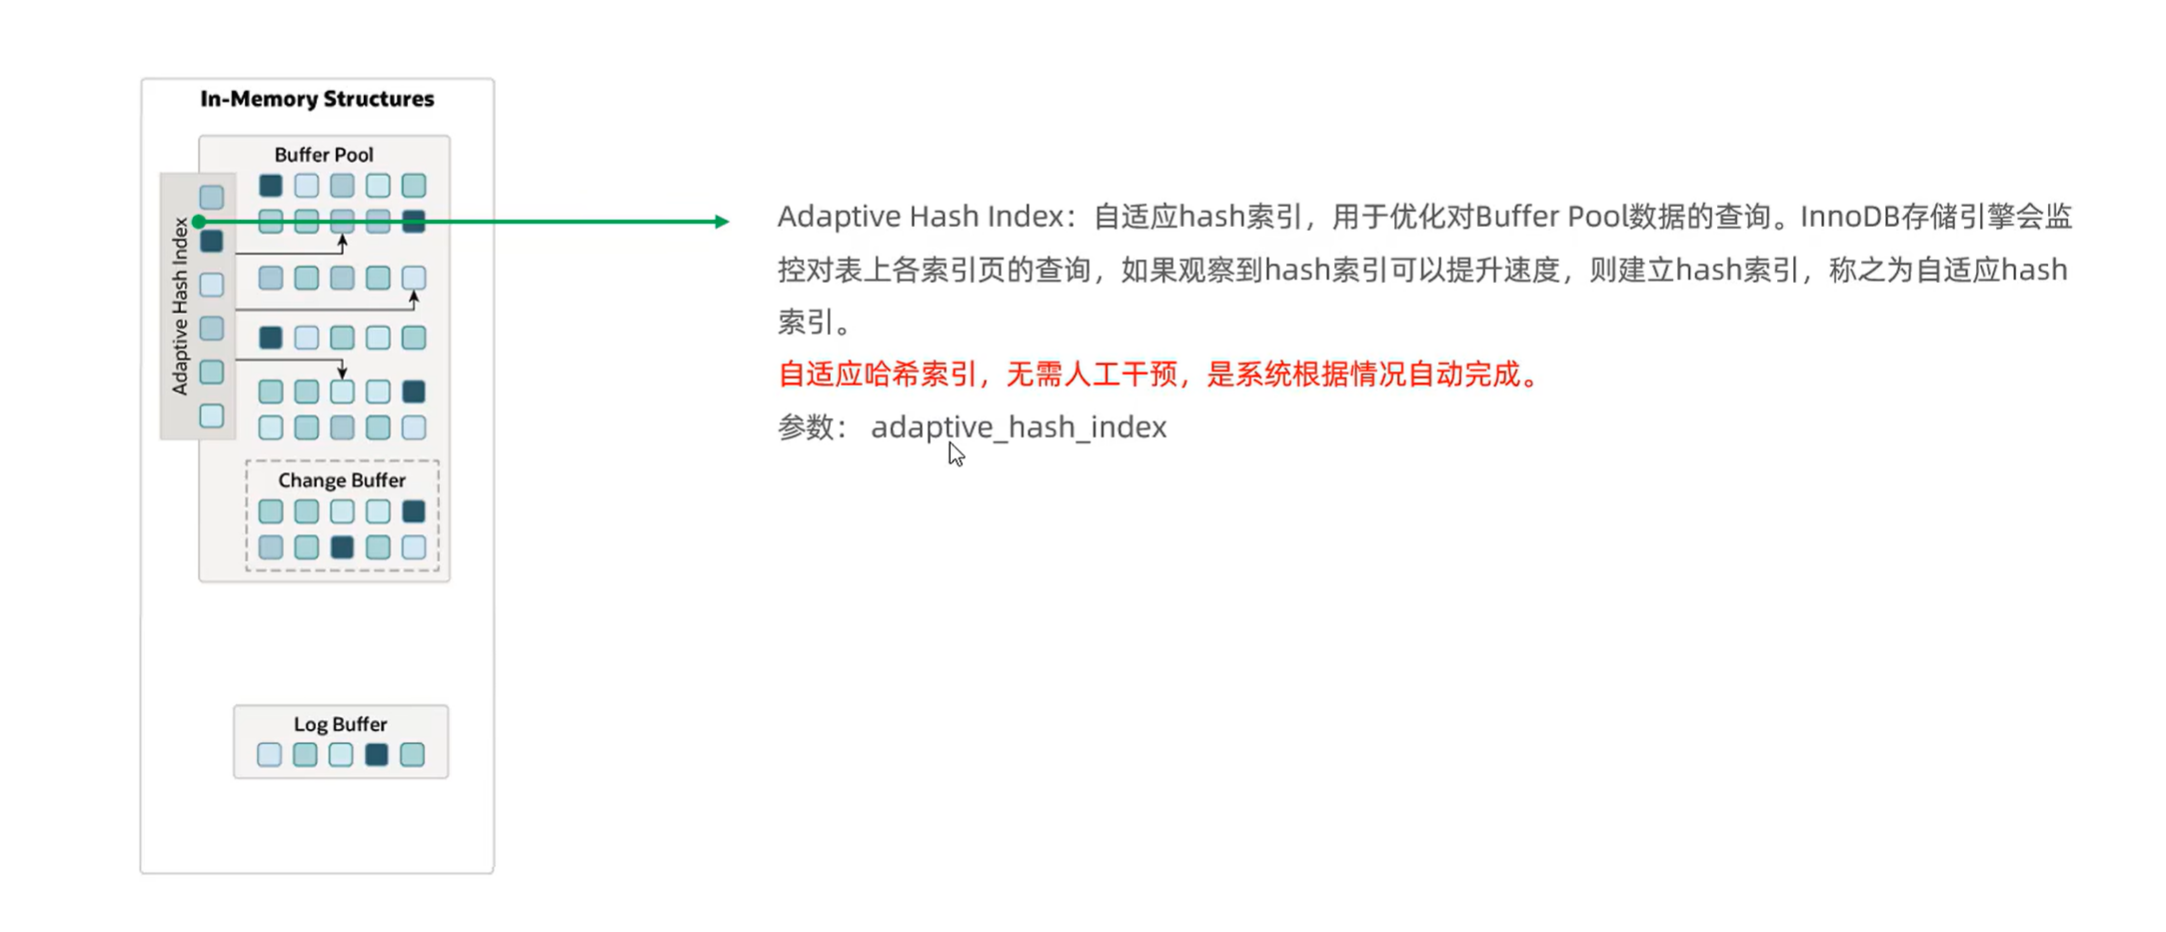 In-Memory Structures
Buffer Pool
Adaptive Hash Index
Change Buffer
Log Buffer
Adaptive Hash Index：自适应hash索引，用于优化对Buffer Pool数据的查询。InnoDB存储引擎会监
控对表上各索引页的查询，如果观察到hash索引可以提升速度，则建立hash索引，称之为自适应hash
索引。
自适应哈希索引，无需人工干预，是系统根据情况自动完成。
参数： adaptive_hash_index